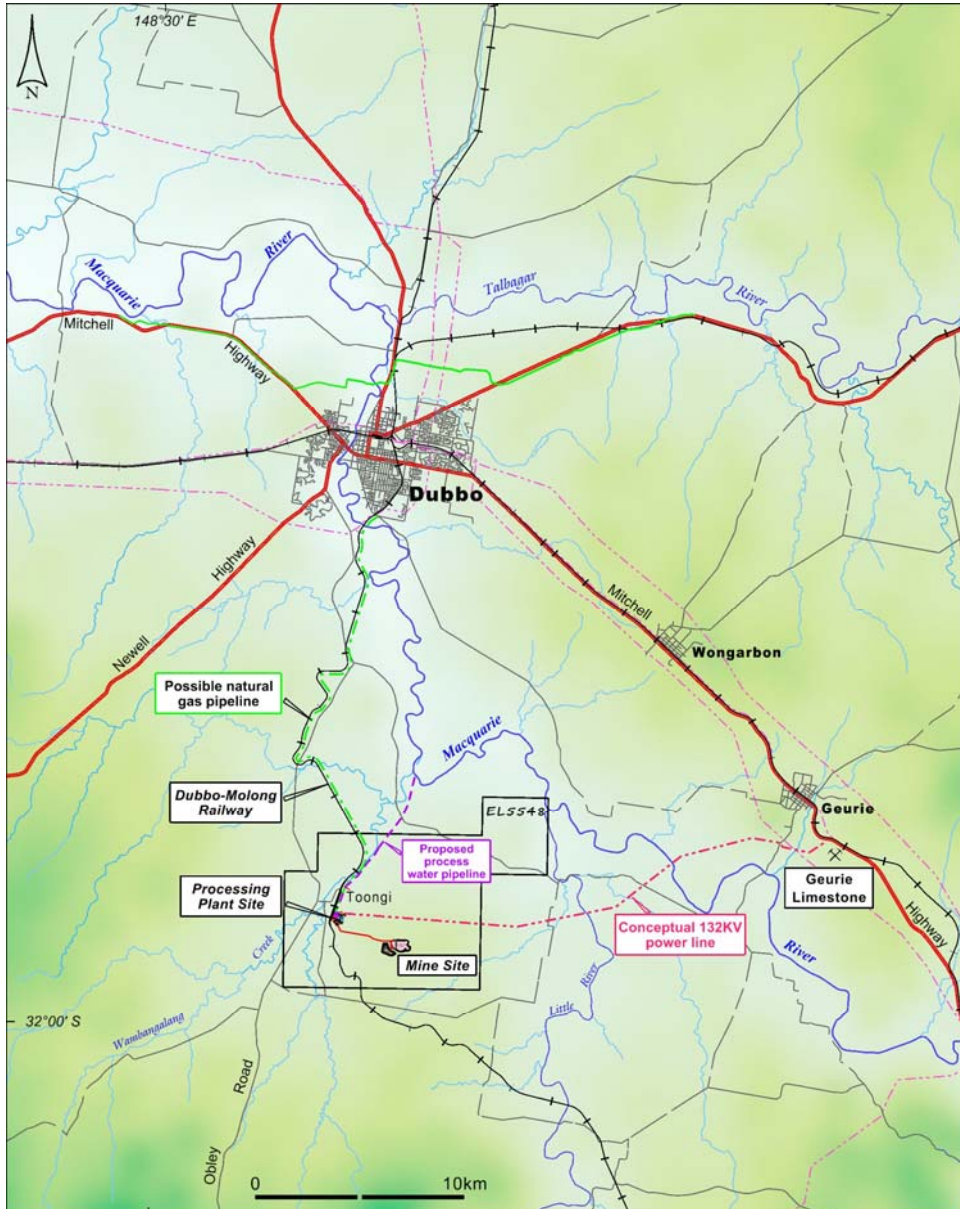 148°30' E
N
Macquarie
River
Talbagar
River
Mitchell
Highway
Dubbo
Newell
Highway
Mitchell
Wongarbon
Possible natural
gas pipeline
Macquarie
Dubbo-Molong
Railway
EL5548
Geurie
Proposed
process
water pipeline
Geurie
Limestone
Processing
Plant Site
Toongi
Conceptual 132KV
power line
Highway
Creek
Mine Site
River
Little
River
32°00' S
Wambangalang
Road
Obley
0
10km